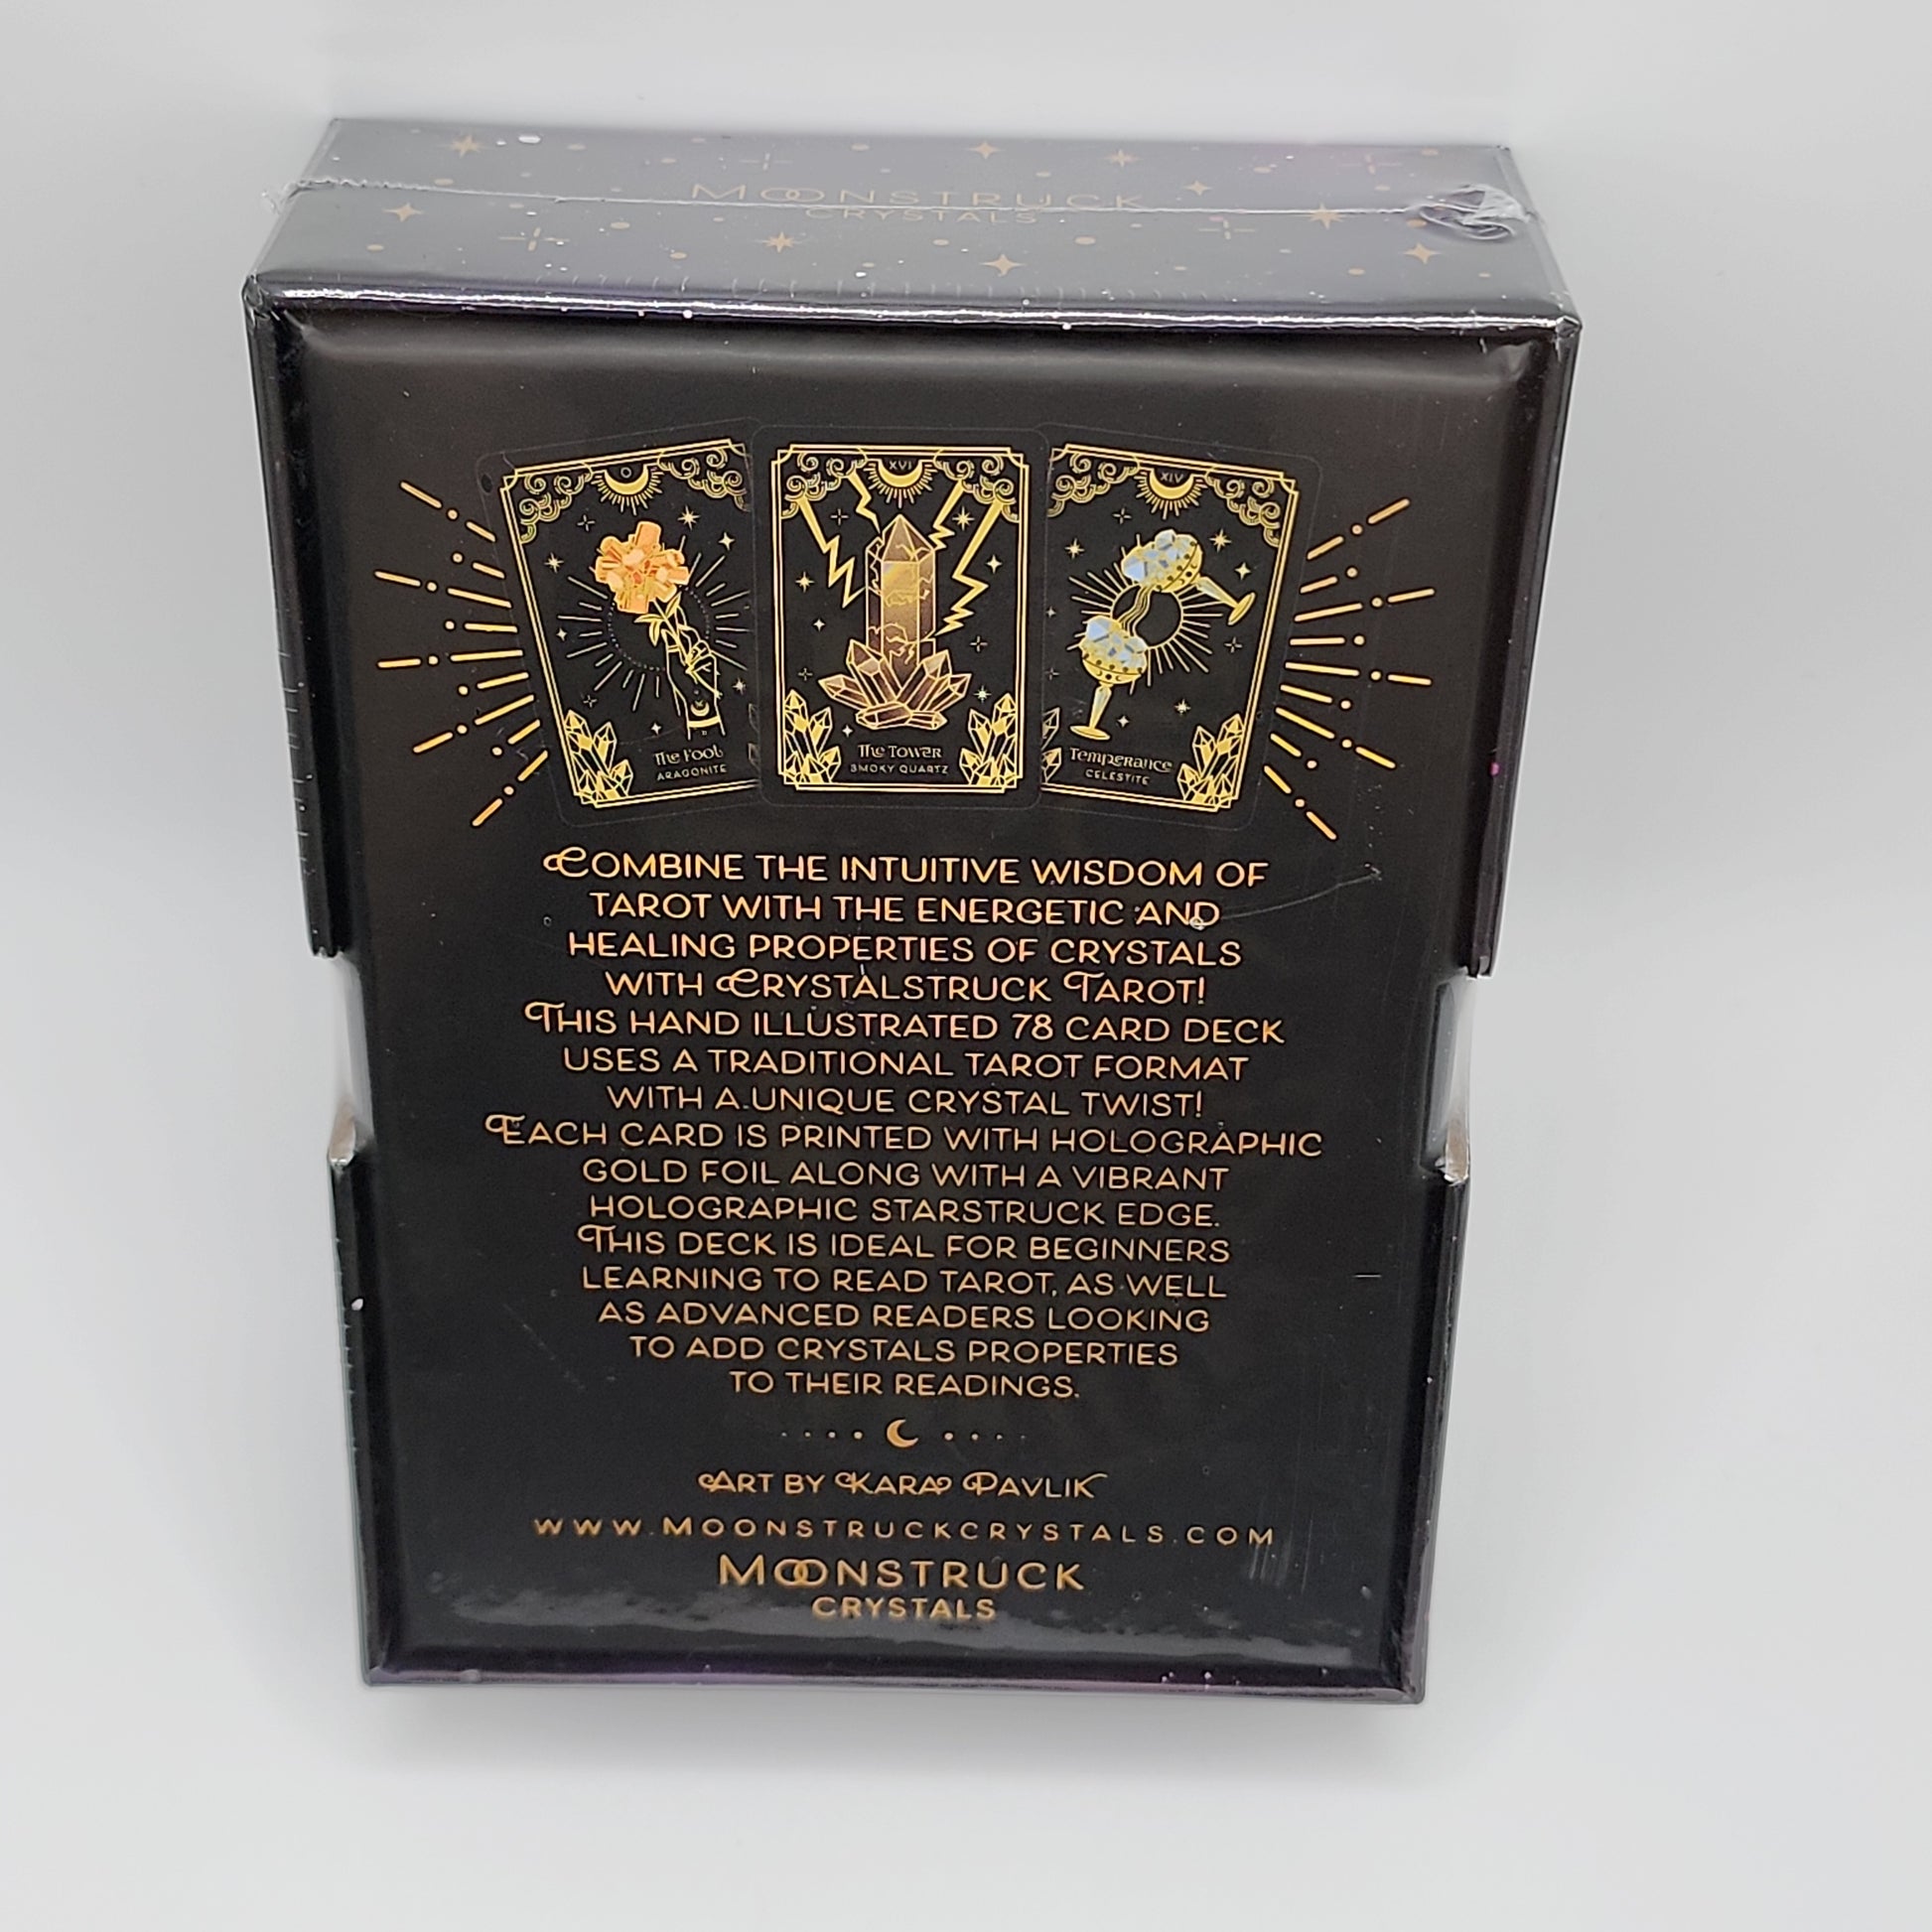 MOONSTRUCK
CRYSTALS
0
The Fool
ARAGONITE
XVI
The Tower
SMOKY QUARTZ
XIV
Temperance
CELESTITE
COMBINE THE INTUITIVE WISDOM OF
TAROT WITH THE ENERGETIC AND
HEALING PROPERTIES OF CRYSTALS
WITH CRYSTALSTRUCK TAROT!
THIS HAND ILLUSTRATED 78 CARD DECK
USES A TRADITIONAL TAROT FORMAT
WITH A UNIQUE CRYSTAL TWIST!
EACH CARD IS PRINTED WITH HOLOGRAPHIC
GOLD FOIL ALONG WITH A VIBRANT
HOLOGRAPHIC STARSTRUCK EDGE.
THIS DECK IS IDEAL FOR BEGINNERS
LEARNING TO READ TAROT, AS WELL
AS ADVANCED READERS LOOKING
TO ADD CRYSTALS PROPERTIES
TO THEIR READINGS.
ART BY KARA PAVLIK
WWW.MOONSTRUCKCRYSTALS.COM
MOONSTRUCK
CRYSTALS